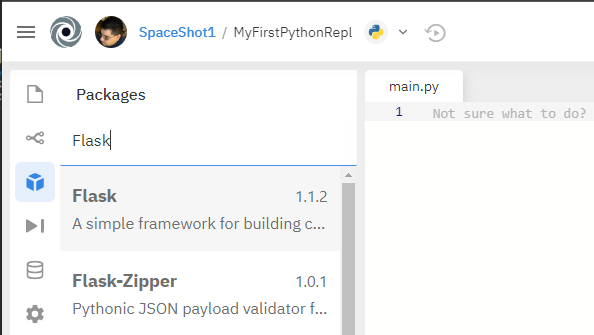 SpaceShot1 / MyFirstPythonRepl
Packages
main.py
1 Not sure what to do?
Flask
Flask 1.1.2
A simple framework for building c...
Flask-Zipper 1.0.1
Pythonic JSON payload validator f...